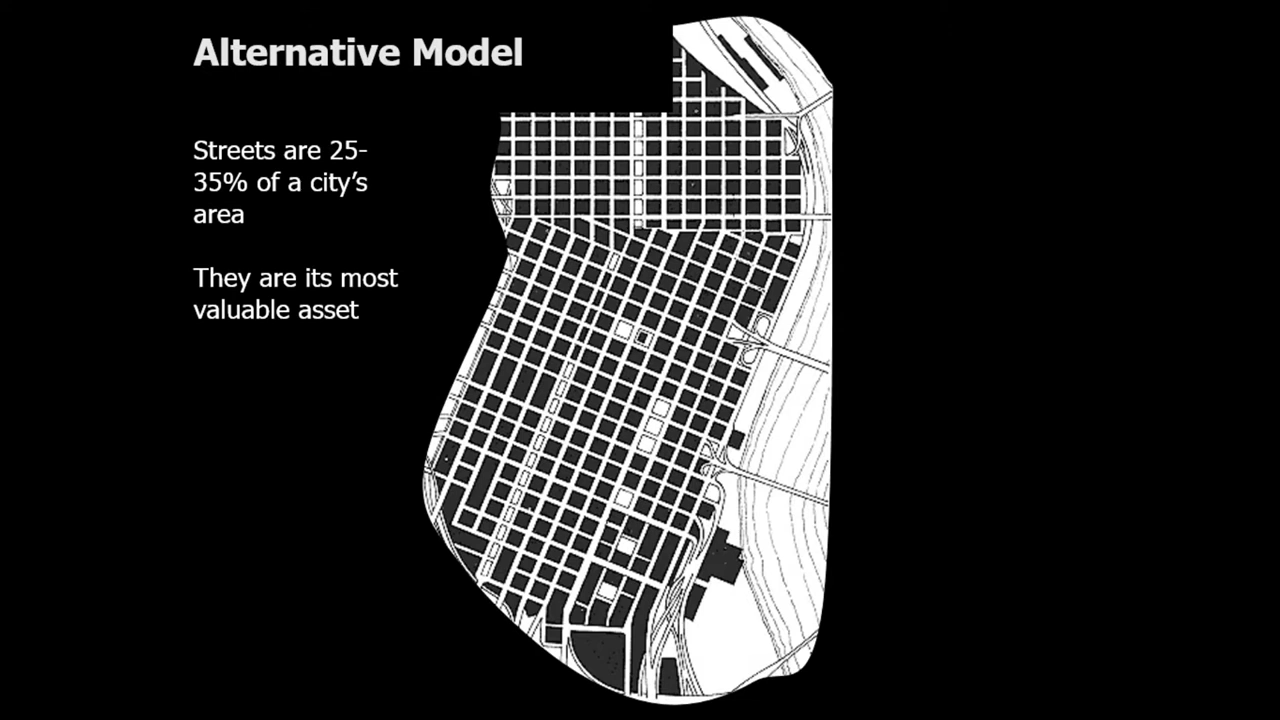 Alternative Model
Streets are 25-
35% of a city’s
area
They are its most
valuable asset